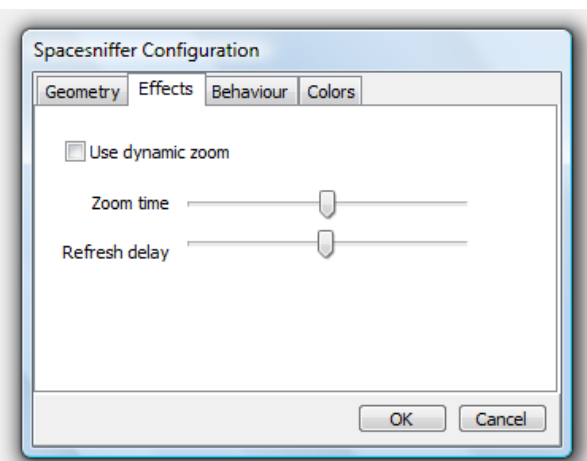 Spacesniffer Configuration
Geometry Effects Behaviour Colors
Use dynamic zoom
Zoom time
Refresh delay
OK Cancel